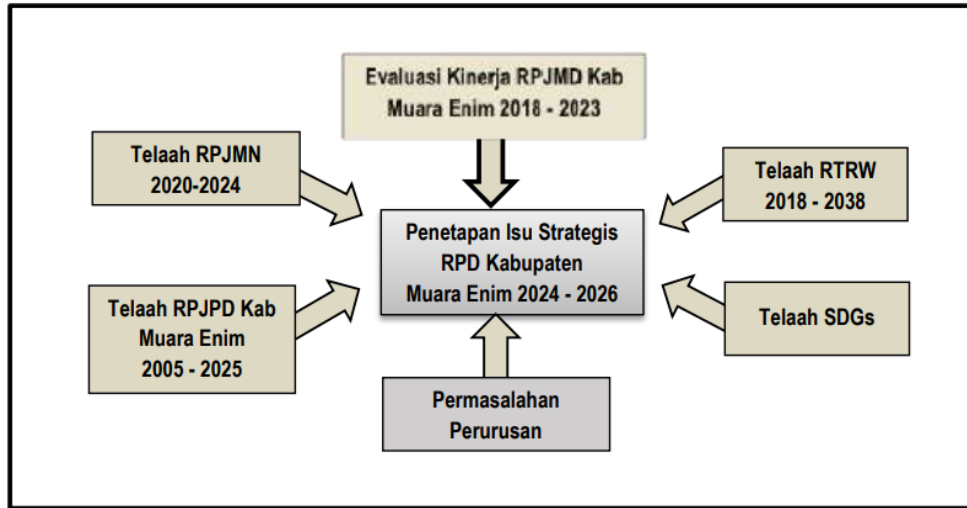 Evaluasi Kinerja RPJMD Kab
Muara Enim 2018 - 2023
Telaah RPJMN
2020-2024
Telaah RTRW
2018 - 2038
Penetapan Isu Strategis
RPD Kabupaten
Muara Enim 2024 - 2026
Telaah RPJPD Kab
Muara Enim
2005 - 2025
Telaah SDGs
Permasalahan
Perurusan